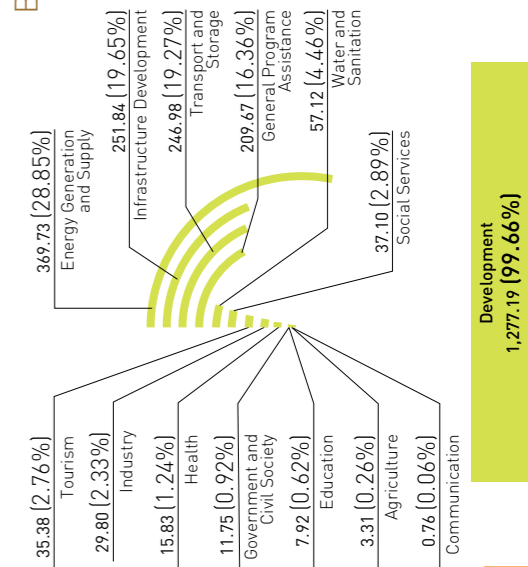 369.73 (28.85%)
Energy Generation
and Supply
251.84 (19.65%)
Infrastructure Development
246.98 (19.27%)
Transport and
Storage
209.67 (16.36%)
General Program
Assistance
57.12 (4.46%)
Water and
Sanitation
37.10 (2.89%)
Social Services
35.38 (2.76%)
Tourism
29.80 (2.33%)
Industry
15.83 (1.24%)
Health
11.75 (0.92%)
Government and
Civil Society
7.92 (0.62%)
Education
3.31 (0.26%)
Agriculture
0.76 (0.06%)
Communication
Development
1,277.19 (99.66%)